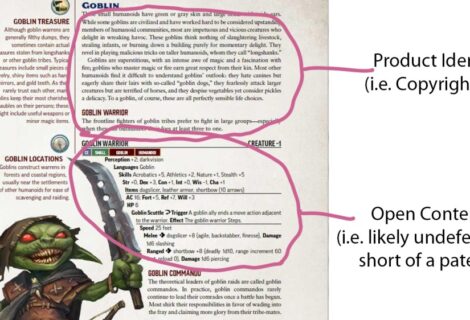 GOBLIN TREASURE
Although goblin warrens are
generally filthy dumps, they
sometimes contain actual
treasures stolen from
or other goblin tribes. Typical
treasures include small pieces
shiny items such as
mirrors, and gold teeth. As they
rarely trust each other,
keep their most cherished
on their persons; these
might include useful weapons or
minor magic items.
GOBLIN LOCATIONS
Goblins construct warrens in
forests and coastal regions,
usually near the settlements
of other humanoids for ease of
scavenging and raiding.
GOBLIN
These small humanoids have green or gray skin and large
While some goblins are civilized and have worked hard to be considered upstanding
members of humanoid communities, most are impetuous and vicious creatures who
delight in wreaking havoc. These goblins think nothing of slaughtering livestock,
stealing infants, or burning down a building purely for momentary delight. They
revel in playing malicious tricks on taller humanoids, whom they call "longshanks."
Goblins are superstitious, with an intense awe of magic and a fascination with
fire; goblins who master magic or fire earn great respect from their kin. Most other
humanoids find it difficult to understand goblins' outlook: they hate canines but
eagerly share their lairs with so-called "goblin dogs," they fearlessly attack larger
creatures but are terrified of horses, and they despise vegetables yet consider pickles
a delicacy. To a goblin, of course, these are all perfectly sensible life choices.
GOBLIN WARRIOR
The frontline fighters of goblin tribes prefer to fight in large groups—especially
when they can outnumber their foes at least three to one.
GOBLIN WARRIOR CREATURE -1
CE SMALL GOBLIN HUMANOID
Perception +2; darkvision
Languages Goblin
Skills Acrobatics +5, Athletics +2, Nature +1, Stealth +5
Str +0, Dex +3, Con +1, Int +0, Wis -1, Cha +1
Items dogslicer, leather armor, shortbow (10 arrows)
AC 16; Fort +5, Ref +7, Will +3
HP 6
Goblin Scuttle Trigger A goblin ally ends a move action adjacent
to the warrior. Effect The goblin warrior Steps.
Speed 25 feet
Melee dogslicer +8 (agile, backstabber, finesse), Damage
1d6 slashing
Ranged shortbow +8 (deadly 1d10, range increment 60
reload 0), Damage 1d6 piercing
GOBLIN COMMANDO
The theoretical leaders of goblin raids are called goblin
commandos. In practice, goblin commandos rarely
continue to lead their cohorts once a battle has begun.
Most shirk their responsibilities in favor of wading into
the fray and claiming more glory from their tribe-mates.
Product Iden
(i.e. Copyrigh
Open Conte
(i.e. likely undefe
short of a pate